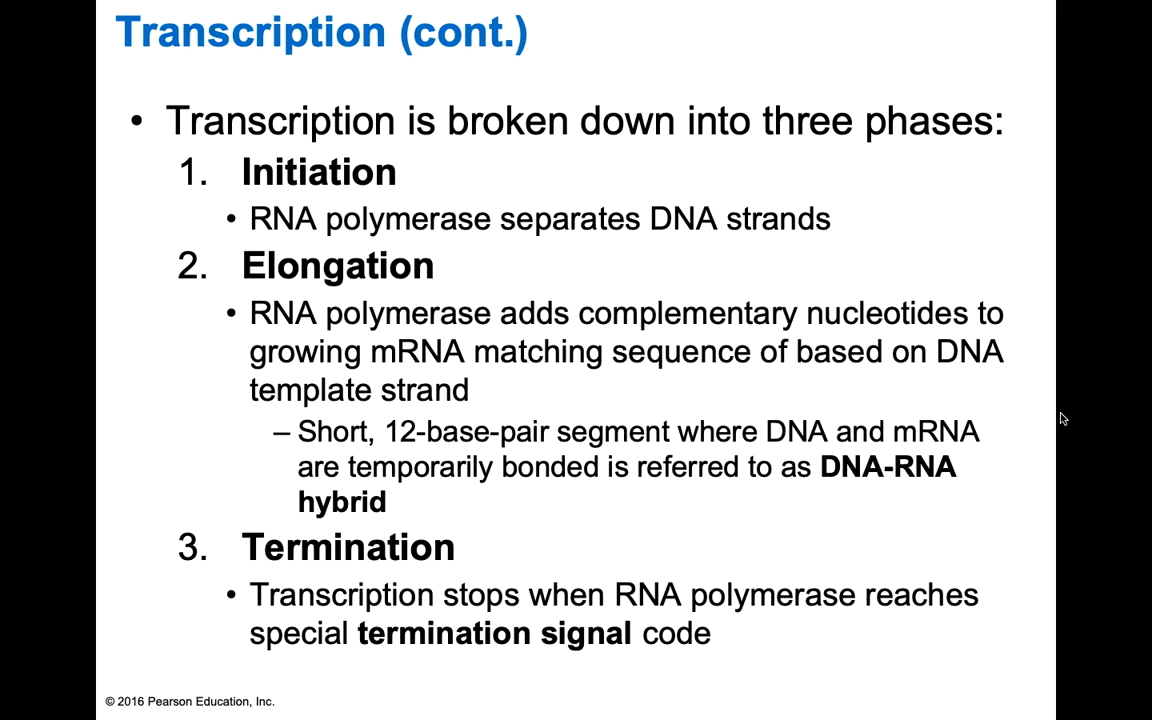 Transcription (cont.)
• Transcription is broken down into three phases:
1. Initiation
• RNA polymerase separates DNA strands
2. Elongation
• RNA polymerase adds complementary nucleotides to
growing mRNA matching sequence of based on DNA
template strand
– Short, 12-base-pair segment where DNA and mRNA
are temporarily bonded is referred to as DNA-RNA
hybrid
3. Termination
• Transcription stops when RNA polymerase reaches
special termination signal code
© 2016 Pearson Education, Inc.